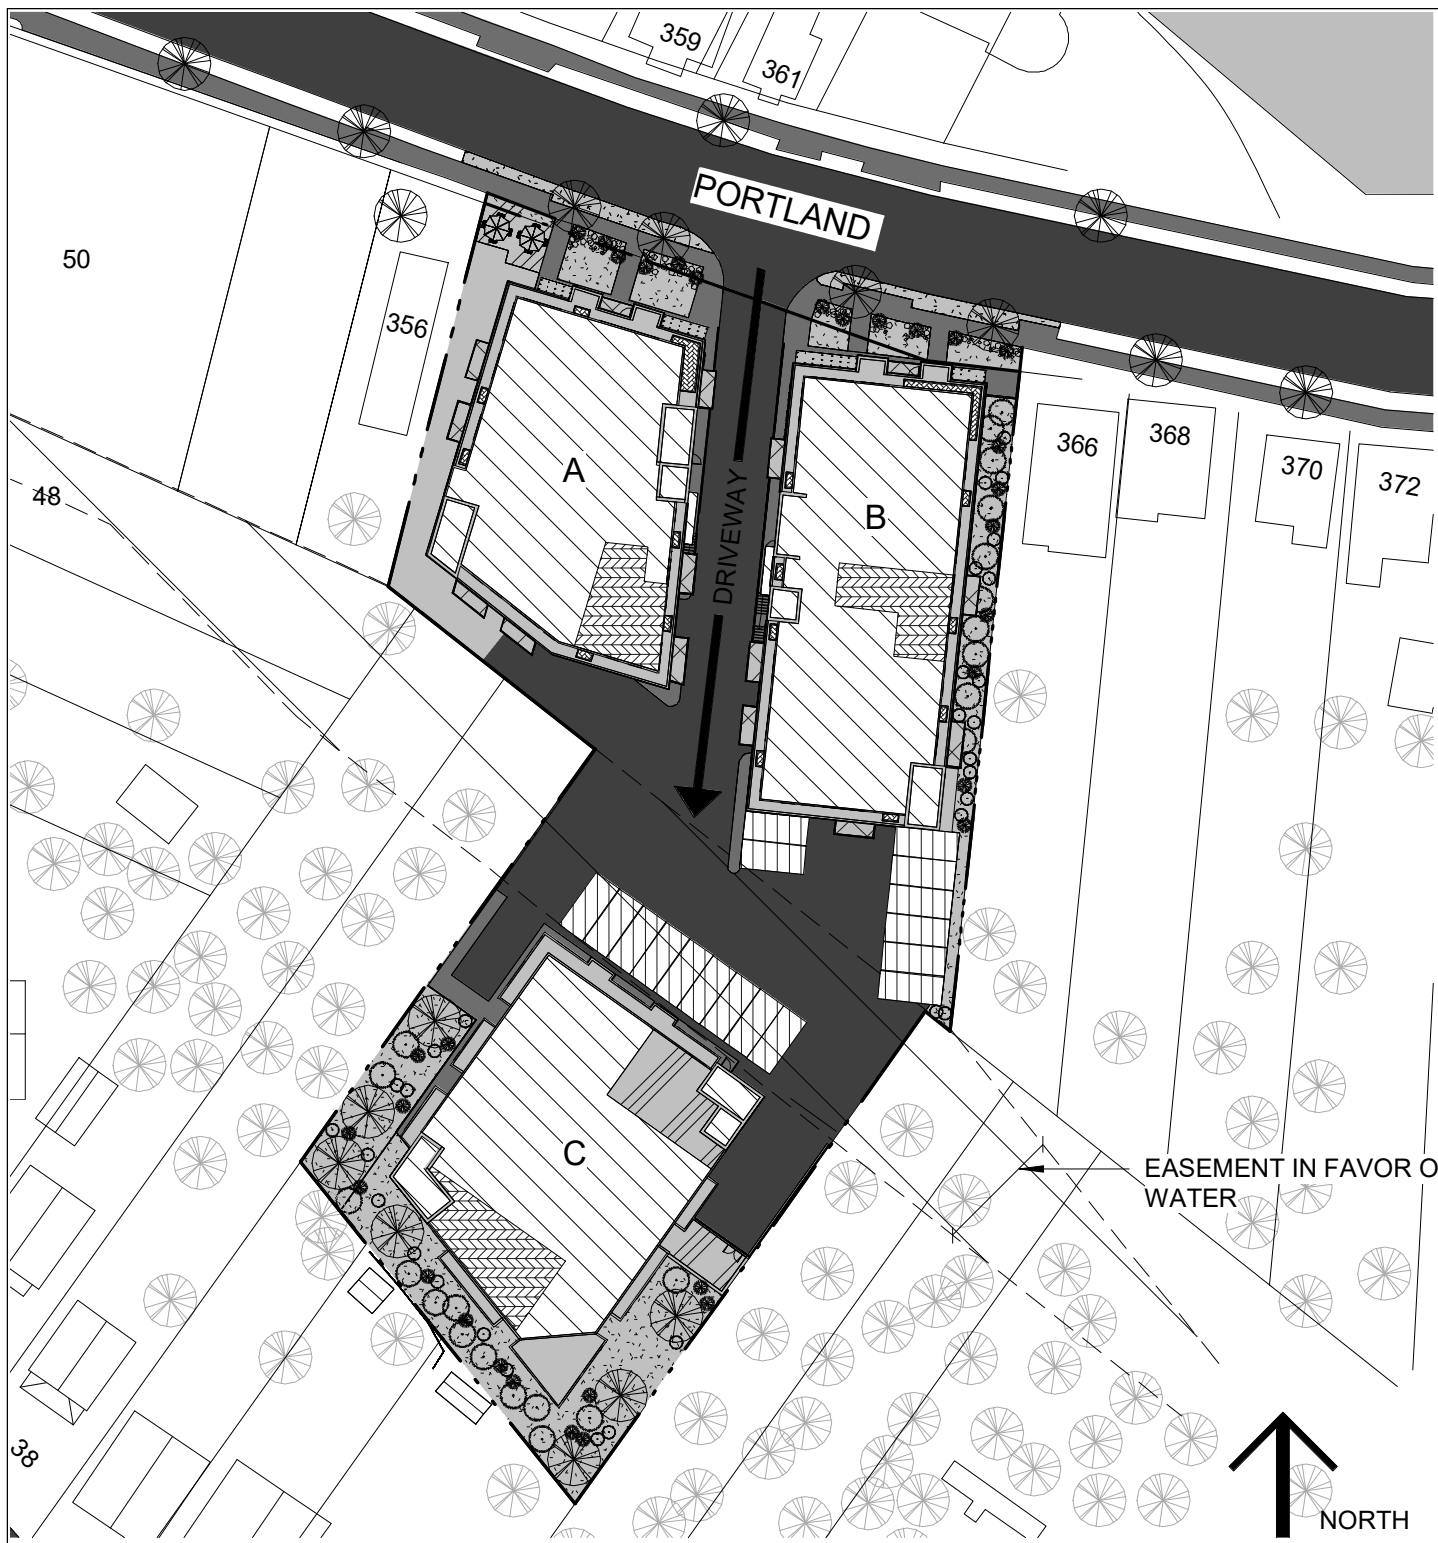 359
361
PORTLAND
50
356
366
368
370
372
A
48
B
DRIVEWAY
C
EASEMENT IN FAVOR O
WATER
38
NORTH